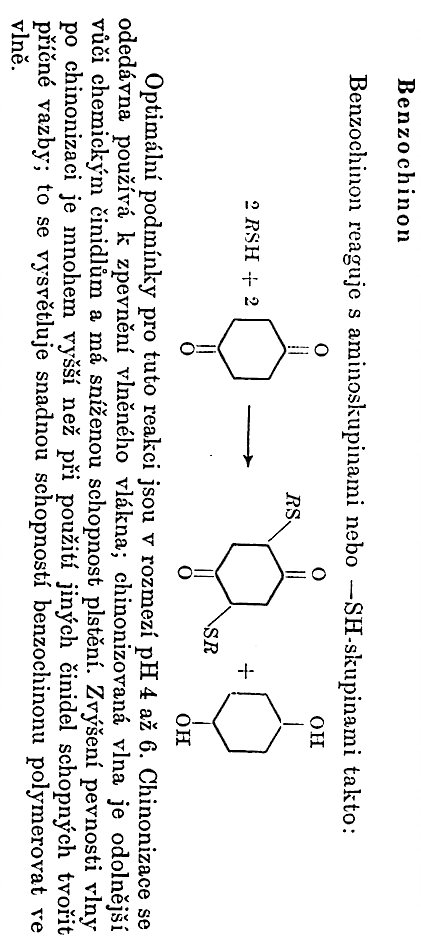 Benzochinon
Benzochinon reaguje s aminoskupinami nebo —SH-skupinami takto:
2 RSH + 2
O
O
RS
O
O
SR
+
OH
OH
Optimální podmínky pro tuto reakci jsou v rozmezí pH 4 až 6. Chinonizace se
odedávna používá k zpevnění vlněného vlákna; chinonizovaná vlna je odolnější
vůči chemickým činidlům a má sníženou schopnost plstění. Zvýšení pevnosti vlny
po chinonizaci je mnohem vyšší než při použití jiných činidel schopných tvořit
příčné vazby; to se vysvětluje snadnou schopností benzochinonu polymerovat ve
vlně.